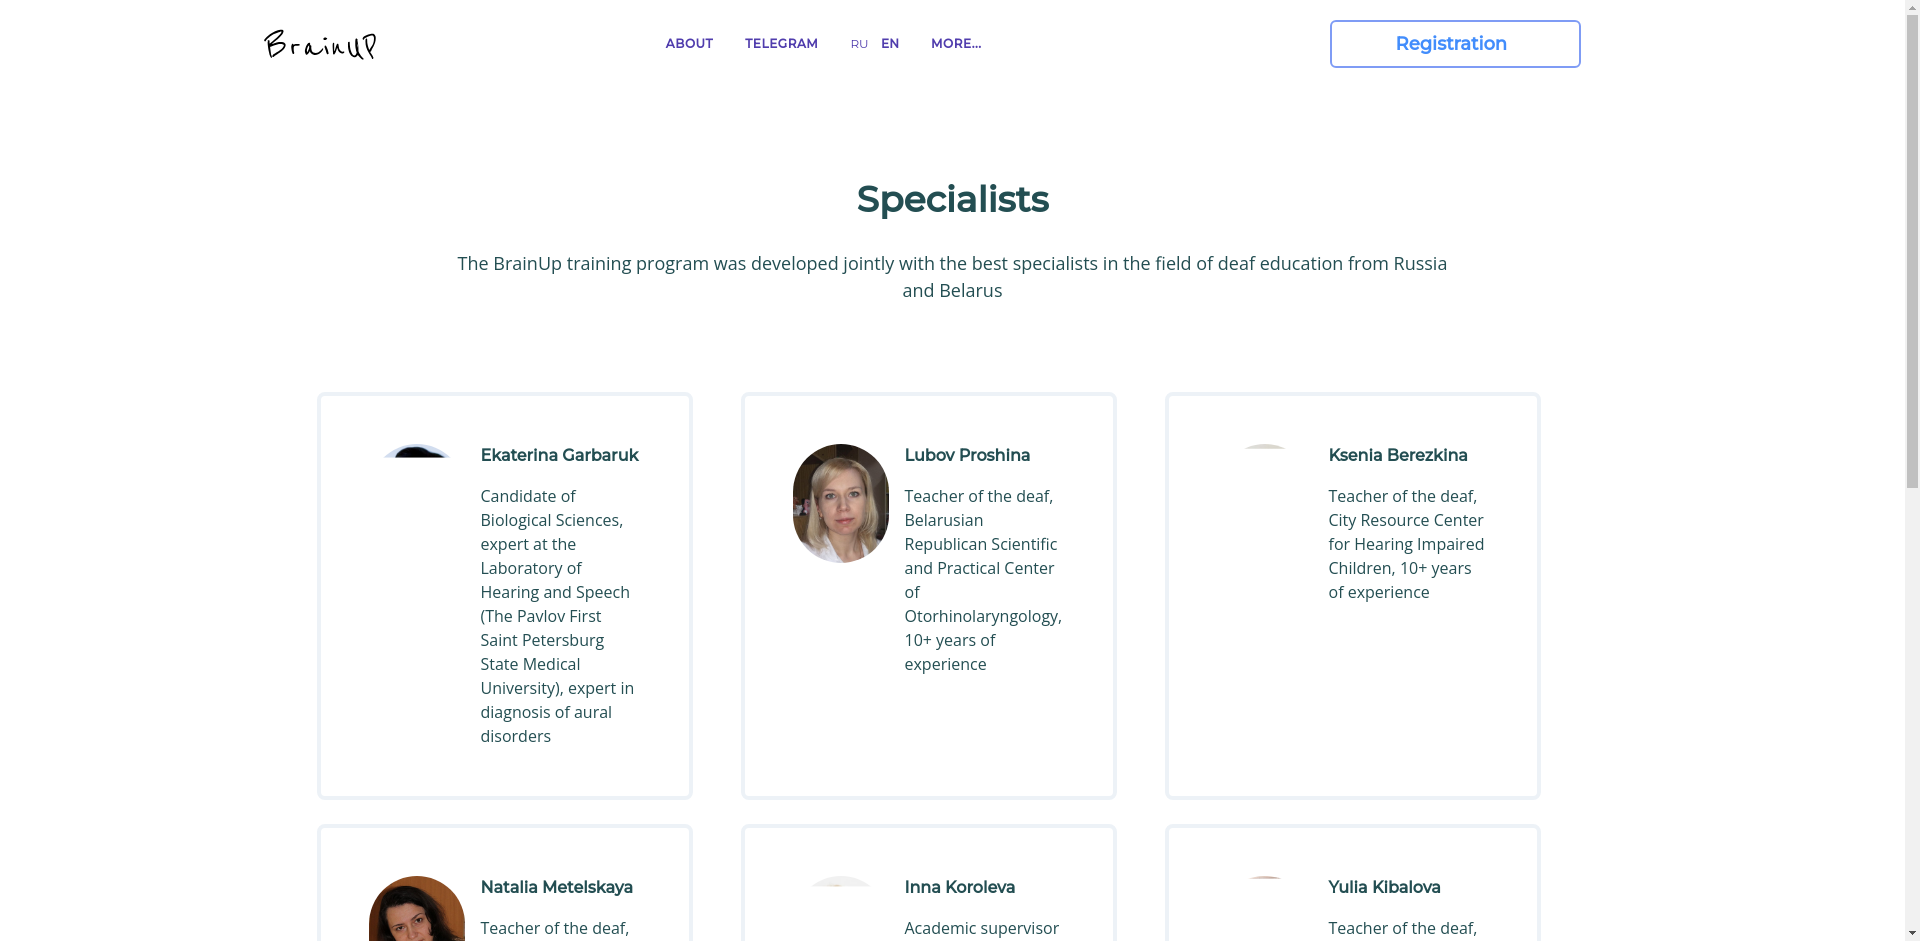 BrainUP
ABOUT
TELEGRAM
RU
EN
MORE...
Registration
Specialists
The BrainUp training program was developed jointly with the best specialists in the field of deaf education from Russia
and Belarus
Ekaterina Garbaruk
Candidate of
Biological Sciences,
expert at the
Laboratory of
Hearing and Speech
(The Pavlov First
Saint Petersburg
State Medical
University), expert in
diagnosis of aural
disorders
Lubov Proshina
Teacher of the deaf,
Belarusian
Republican Scientific
and Practical Center
of
Otorhinolaryngology,
10+ years of
experience
Ksenia Berezkina
Teacher of the deaf,
City Resource Center
for Hearing Impaired
Children, 10+ years
of experience
Natalia Metelskaya
Teacher of the deaf,
Inna Koroleva
Academic supervisor
Yulia Kibalova
Teacher of the deaf,